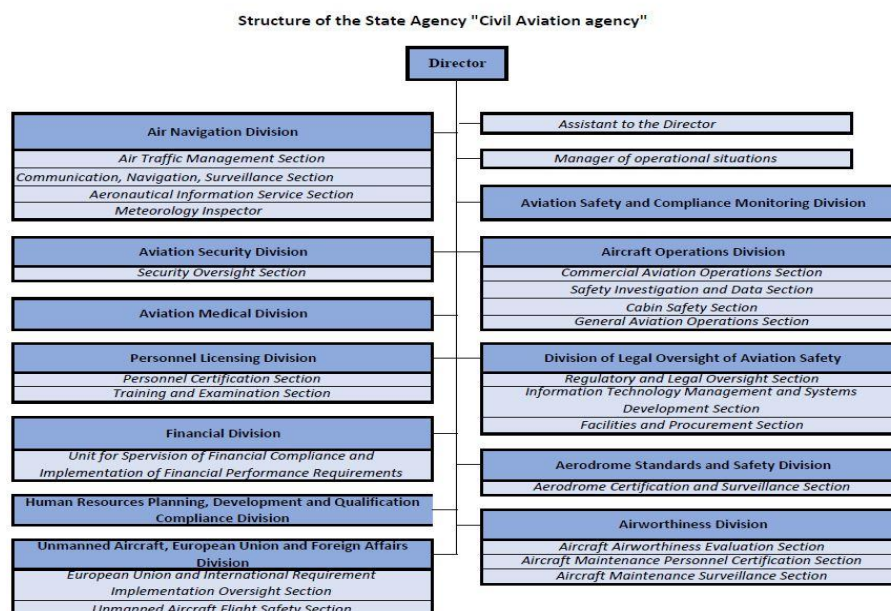 Structure of the State Agency "Civil Aviation agency"
Director
Air Navigation Division
Air Traffic Management Section
Communication, Navigation, Surveillance Section
Aeronautical Information Service Section
Meteorology Inspector
Aviation Security Division
Security Oversight Section
Aviation Medical Division
Personnel Licensing Division
Personnel Certification Section
Training and Examination Section
Financial Division
Unit for Spervision of Financial Compliance and
Implementation of Financial Performance Requirements
Human Resources Planning, Development and Qualification
Compliance Division
Unmanned Aircraft, European Union and Foreign Affairs
Division
European Union and International Requirement
Implementation Oversight Section
Unmanned Aircraft Flight Safety Section
Assistant to the Director
Manager of operational situations
Aviation Safety and Compliance Monitoring Division
Aircraft Operations Division
Commercial Aviation Operations Section
Safety Investigation and Data Section
Cabin Safety Section
General Aviation Operations Section
Division of Legal Oversight of Aviation Safety
Regulatory and Legal Oversight Section
Information Technology Management and Systems
Development Section
Facilities and Procurement Section
Aerodrome Standards and Safety Division
Aerodrome Certification and Surveillance Section
Airworthiness Division
Aircraft Airworthiness Evaluation Section
Aircraft Maintenance Personnel Certification Section
Aircraft Maintenance Surveillance Section